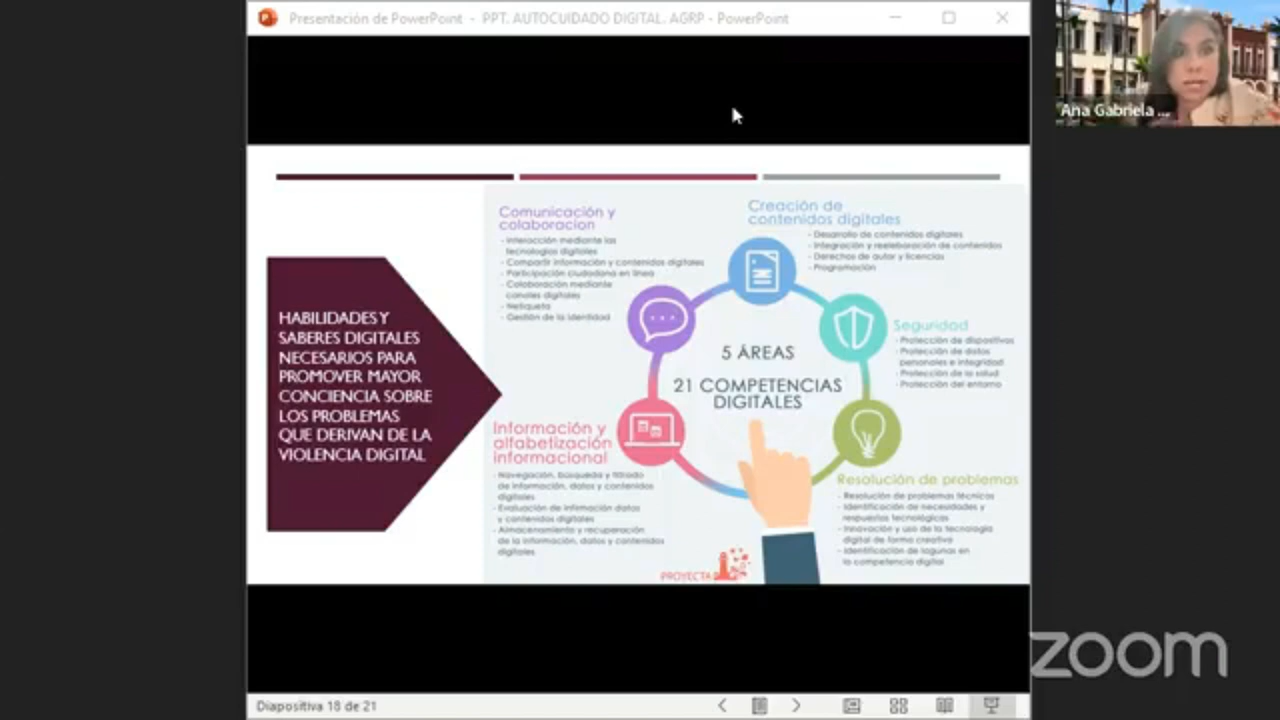 Presentación de PowerPoint - PPT. AUTOCUIDADO DIGITAL. AGRP - PowerPoint
Ana Gabriela ...
HABILIDADES Y
SABERES DIGITALES
NECESARIOS PARA
PROMOVER MAYOR
CONCIENCIA SOBRE
LOS PROBLEMAS
QUE DERIVAN DE LA
VIOLENCIA DIGITAL
Comunicación y
colaboracion
- Interacción mediante las
tecnologías digitales
- Compartir información y contenidos digitales
- Participación ciudadana en línea
- Colaboración mediante
canales digitales
- Netiqueta
- Gestión de la identidad
Creación de
contenidos digitales
- Desarrollo de contenidos digitales
- Integración y reelaboración de contenidos
- Derechos de autor y licencias
- Programación
Seguridad
- Protección de dispositivos
- Protección de datos
personales e integridad
- Protección de la salud
- Protección del entorno
5 ÁREAS
21 COMPETENCIAS
DIGITALES
Información y
alfabetización
informacional
- Navegación, búsqueda y filtrado
de información, datos y contenidos
digitales
- Evaluación de infirmación datos
y contenidos digitales
- Almacenamiento y recuperación
de la información, datos y contenidos
digitales
Resolución de problemas
- Resolución de problemas técnicos
- Identificación de necesidades y
respuestas tecnológicas
- Innovación y uso de la tecnología
digital de forma creativa
- Identificación de lagunas en
la competencia digital
PROYECTA
zoom
Diapositiva 18 de 21